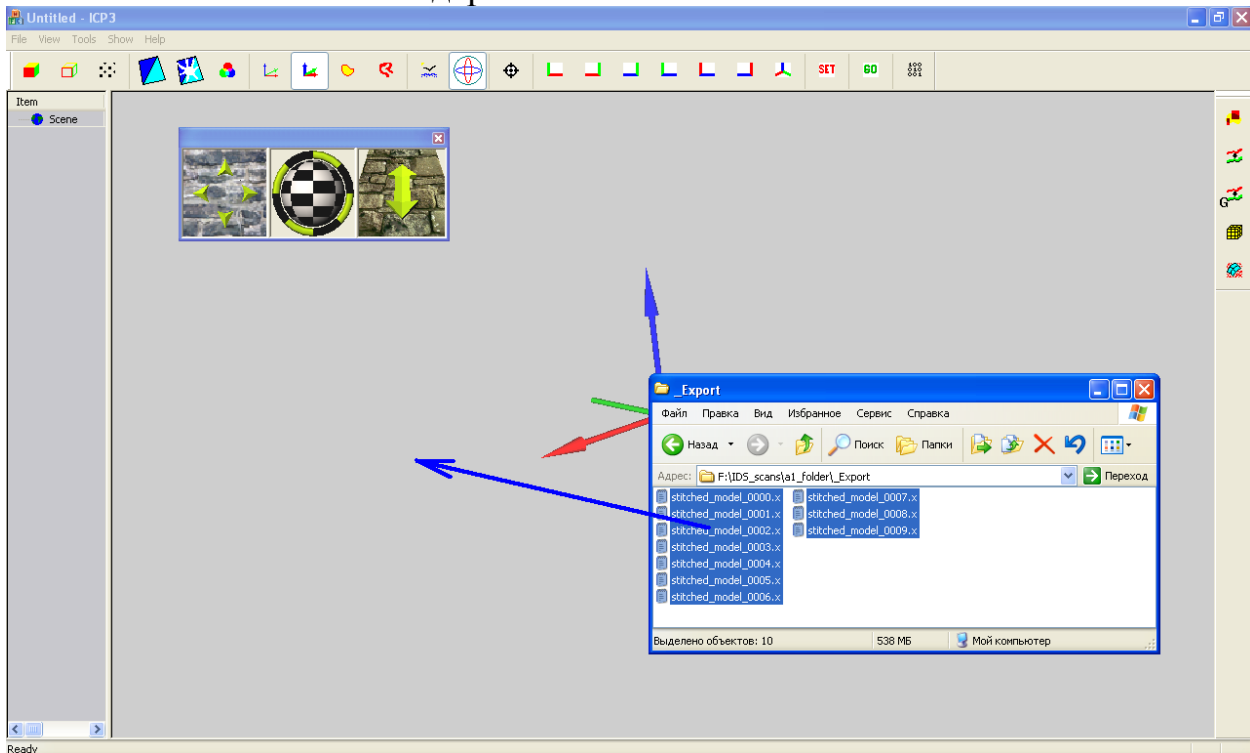 Untitled - ICP3
File View Tools Show Help
SET GO
Item
Scene
G
_Export
Файл Правка Вид Избранное Сервис Справка
Назад Поиск Папки
Адрес: F:\IDS_scans\a1_folder\_Export Переход
stitched_model_0000.x stitched_model_0007.x
stitched_model_0001.x stitched_model_0008.x
stitched_model_0002.x stitched_model_0009.x
stitched_model_0003.x
stitched_model_0004.x
stitched_model_0005.x
stitched_model_0006.x
Выделено объектов: 10 538 МБ Мой компьютер
Ready